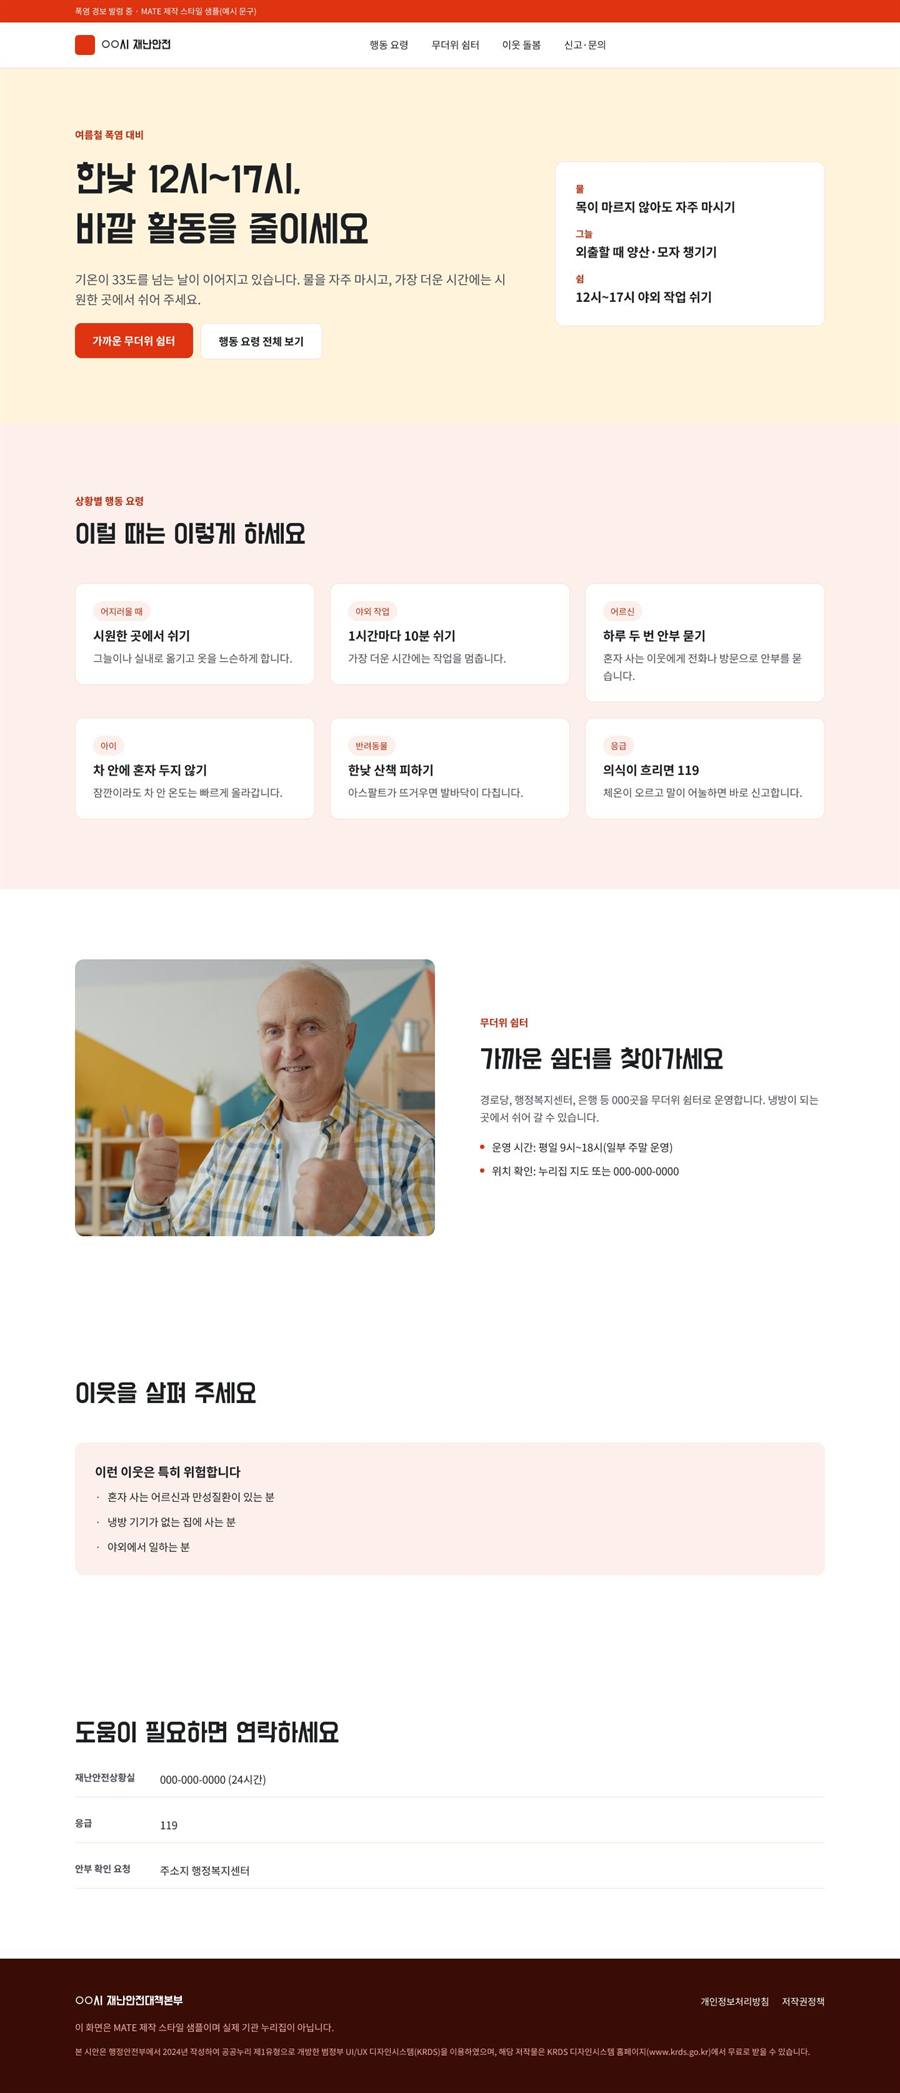 폭염 경보 발령 중 · MATE 제작 스타일 샘플(예시 문구)
○○시 재난안전
행동 요령
무더위 쉼터
이웃 돌봄
신고·문의
여름철 폭염 대비
한낮 12시~17시,
바깥 활동을 줄이세요
기온이 33도를 넘는 날이 이어지고 있습니다. 물을 자주 마시고, 가장 더운 시간에는 시
원한 곳에서 쉬어 주세요.
가까운 무더위 쉼터
행동 요령 전체 보기
물
목이 마르지 않아도 자주 마시기
그늘
외출할 때 양산·모자 챙기기
쉼
12시~17시 야외 작업 쉬기
상황별 행동 요령
이럴 때는 이렇게 하세요
어지러울 때
시원한 곳에서 쉬기
그늘이나 실내로 옮기고 옷을 느슨하게 합니다.
야외 작업
1시간마다 10분 쉬기
가장 더운 시간에는 작업을 멈춥니다.
어르신
하루 두 번 안부 묻기
혼자 사는 이웃에게 전화나 방문으로 안부를 묻
습니다.
아이
차 안에 혼자 두지 않기
잠깐이라도 차 안 온도는 빠르게 올라갑니다.
반려동물
한낮 산책 피하기
아스팔트가 뜨거우면 발바닥이 다칩니다.
응급
의식이 흐리면 119
체온이 오르고 말이 어눌하면 바로 신고합니다.
무더위 쉼터
가까운 쉼터를 찾아가세요
경로당, 행정복지센터, 은행 등 000곳을 무더위 쉼터로 운영합니다. 냉방이 되는
곳에서 쉬어 갈 수 있습니다.
운영 시간: 평일 9시~18시(일부 주말 운영)
위치 확인: 누리집 지도 또는 000-000-0000
이웃을 살펴 주세요
이런 이웃은 특히 위험합니다
· 혼자 사는 어르신과 만성질환이 있는 분
· 냉방 기기가 없는 집에 사는 분
· 야외에서 일하는 분
도움이 필요하면 연락하세요
재난안전상황실 000-000-0000 (24시간)
응급 119
안부 확인 요청 주소지 행정복지센터
○○시 재난안전대책본부
개인정보처리방침
저작권정책
이 화면은 MATE 제작 스타일 샘플이며 실제 기관 누리집이 아닙니다.
본 시안은 행정안전부에서 2024년 작성하여 공공누리 제1유형으로 개방한 범정부 UI/UX 디자인시스템(KRDS)을 이용하였으며, 해당 저작물은 KRDS 디자인시스템 홈페이지(www.krds.go.kr)에서 무료로 받을 수 있습니다.